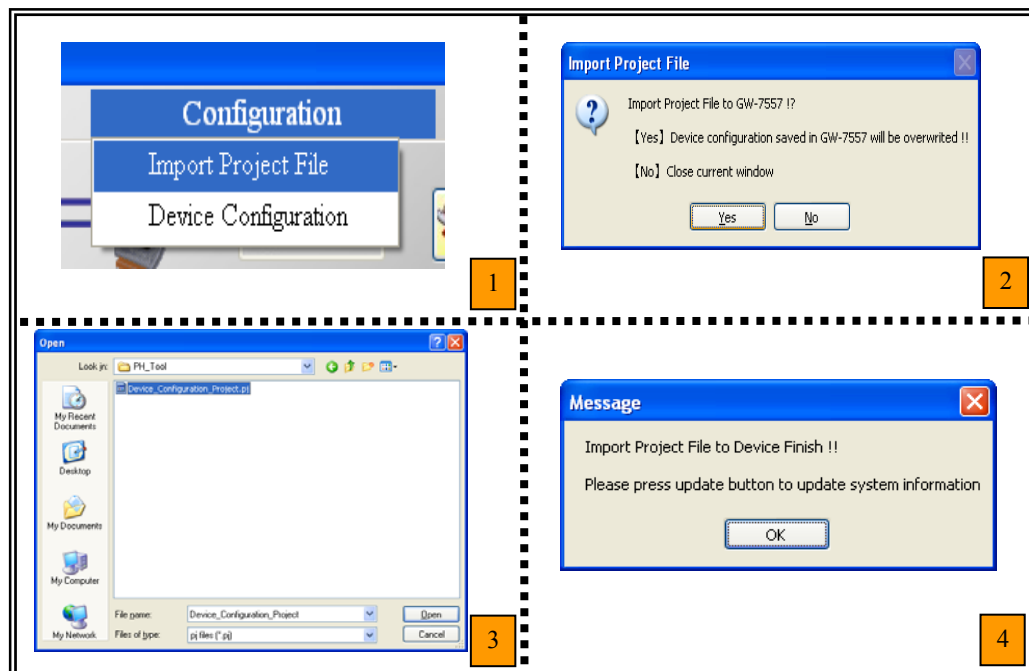 Configuration
Import Project File
Device Configuration
1
Import Project File
Import Project File to GW-7557 !?
【Yes】Device configuration saved in GW-7557 will be overwrited !!
【No】Close current window
Yes
No
2
Open
Look in:
PH_Tool
Device_Configuration_Project.pj
My Recent
Documents
Desktop
My Documents
My Computer
My Network
File name:
Device_Configuration_Project
Open
Files of type:
pj files (*.pj)
Cancel
3
Message
Import Project File to Device Finish !!
Please press update button to update system information
OK
4